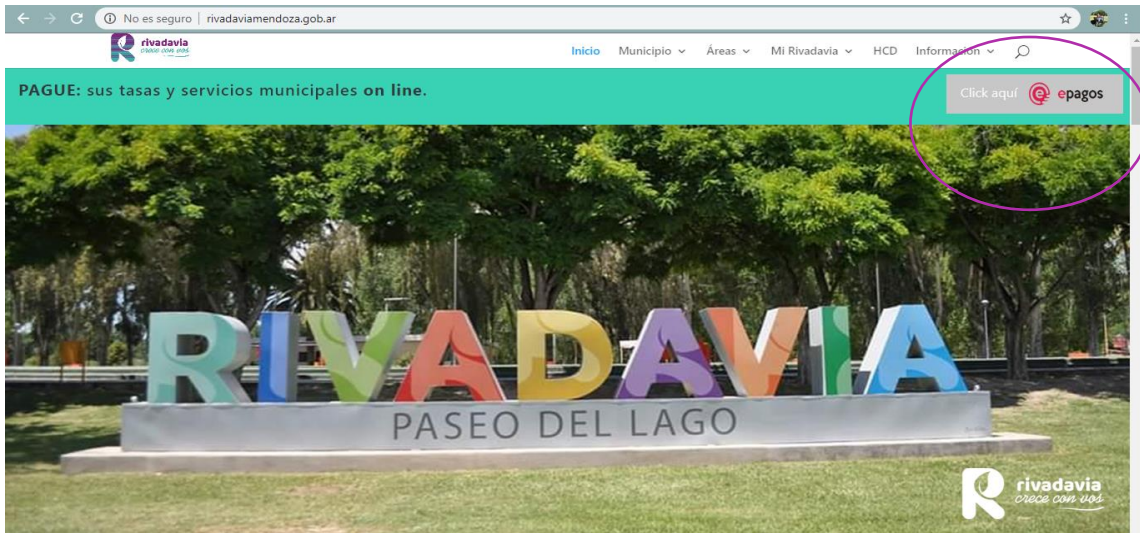 No es seguro | rivadaviamendoza.gob.ar
rivadavia
crece con vos
Inicio Municipio Áreas Mi Rivadavia HCD Información
PAGUE: sus tasas y servicios municipales on line.
Click aquí epagos
RIVADAVIA
PASEO DEL LAGO
rivadavia
crece con vos